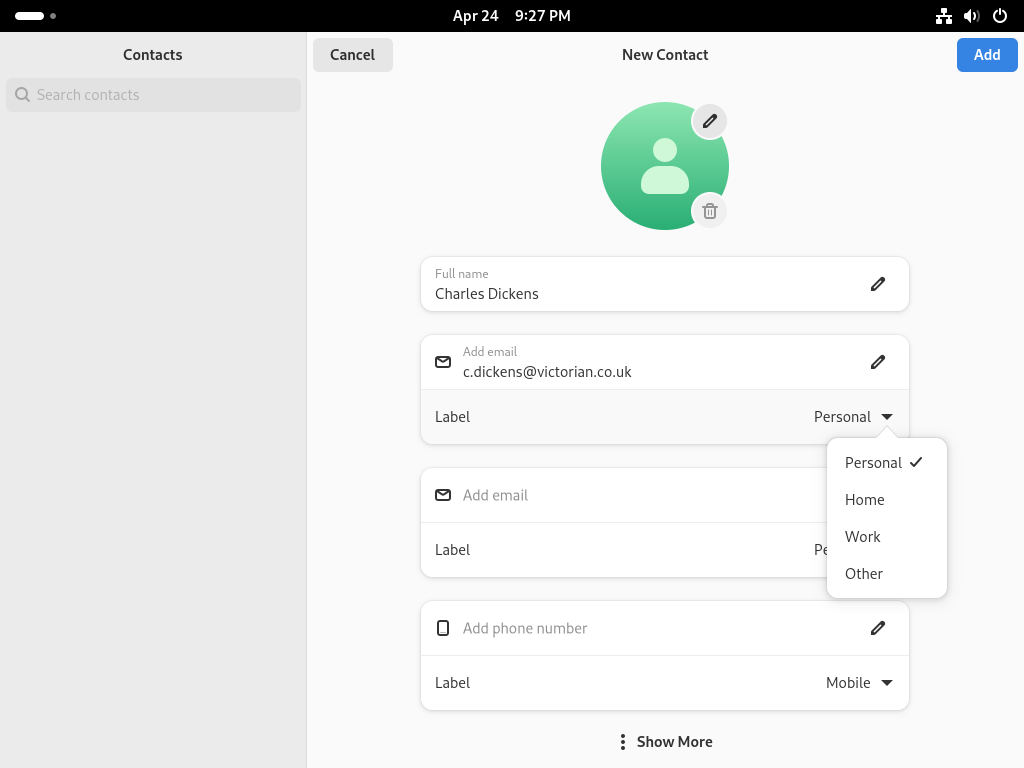 Apr 24 9:27 PM
Contacts
Search contacts
Cancel
New Contact
Add
Full name
Charles Dickens
Add email
c.dickens@victorian.co.uk
Label
Personal
Personal
Home
Work
Other
Add email
Label
Add phone number
Label
Mobile
Show More